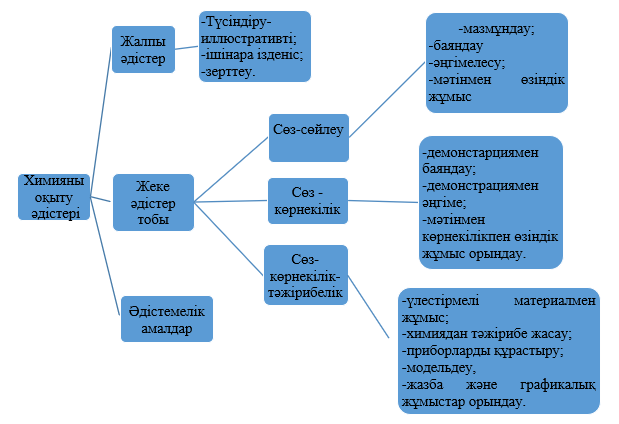 Химияны
оқыту
әдістері
Жалпы
әдістер
-Түсіндіру-
иллюстративті;
-ішінара ізденіс;
-зерттеу.
Жеке
әдістер
тобы
Әдістемелік
амалдар
Сөз-сөйлеу
-мазмұндау;
-баяндау
-әңгімелесу;
-мәтінмен өзіндік
жұмыс
Сөз -
көрнекілік
-демонстарциямен
баяндау;
-демонстрациямен
әңгіме;
-мәтінмен
көрнекілікпен өзіндік
жұмыс орындау.
Сөз-
көрнекілік-
тәжірибелік
-үлестірмелі материалмен
жұмыс;
-химиядан тәжірибе жасау;
-приборларды құрастыру;
-модельдеу,
-жазба және графикалық
жұмыстар орындау.